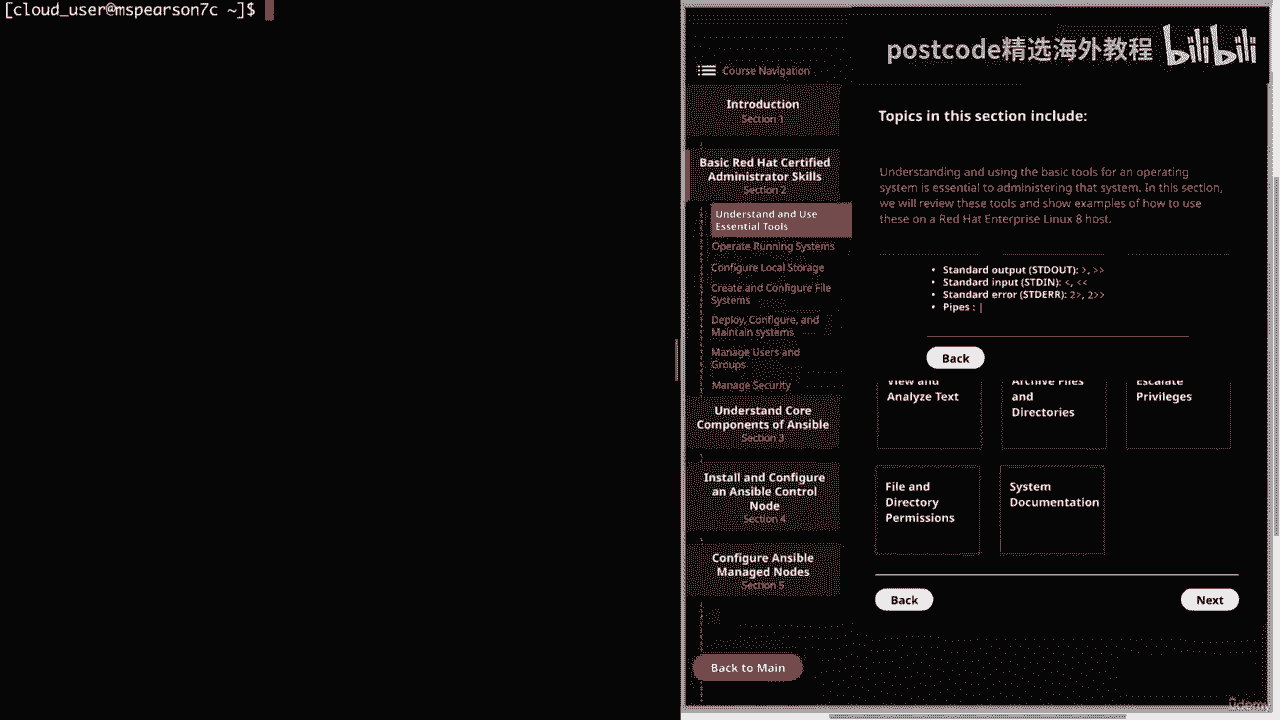 [cloud_user@mspearson7c ~]$
postcode精选海外教程 bilibili
Course Navigation
Introduction
Section 1
Basic Red Hat Certified
Administrator Skills
Section 2
Understand and Use
Essential Tools
Operate Running Systems
Configure Local Storage
Create and Configure File
Systems
Deploy, Configure, and
Maintain systems
Manage Users and
Groups
Manage Security
Understand Core
Components of Ansible
Section 3
Install and Configure
an Ansible Control
Node
Section 4
Configure Ansible
Managed Nodes
Section 5
Back to Main
Topics in this section include:
Understanding and using the basic tools for an operating
system is essential to administering that system. In this section,
we will review these tools and show examples of how to use
these on a Red Hat Enterprise Linux 8 host.
• Standard output (STDOUT): >, >>
• Standard input (STDIN): <, <<
• Standard error (STDERR): 2>, 2>>
• Pipes : |
Back
View and
Analyze Text
Archive Files
and
Directories
Escalate
Privileges
File and
Directory
Permissions
System
Documentation
Back
Next
ûdemy